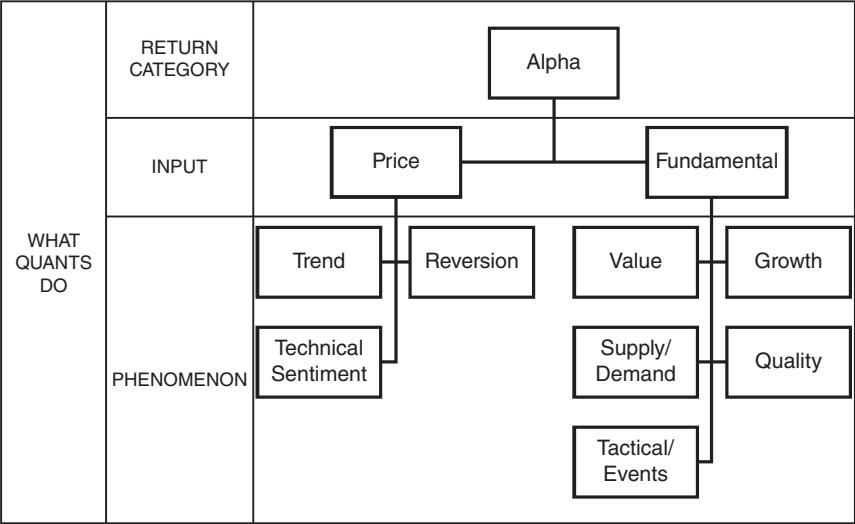 RETURN
CATEGORY
Alpha
INPUT
Price
Fundamental
WHAT
QUANTS
DO
PHENOMENON
Trend
Reversion
Technical
Sentiment
Value
Growth
Supply/
Demand
Quality
Tactical/
Events